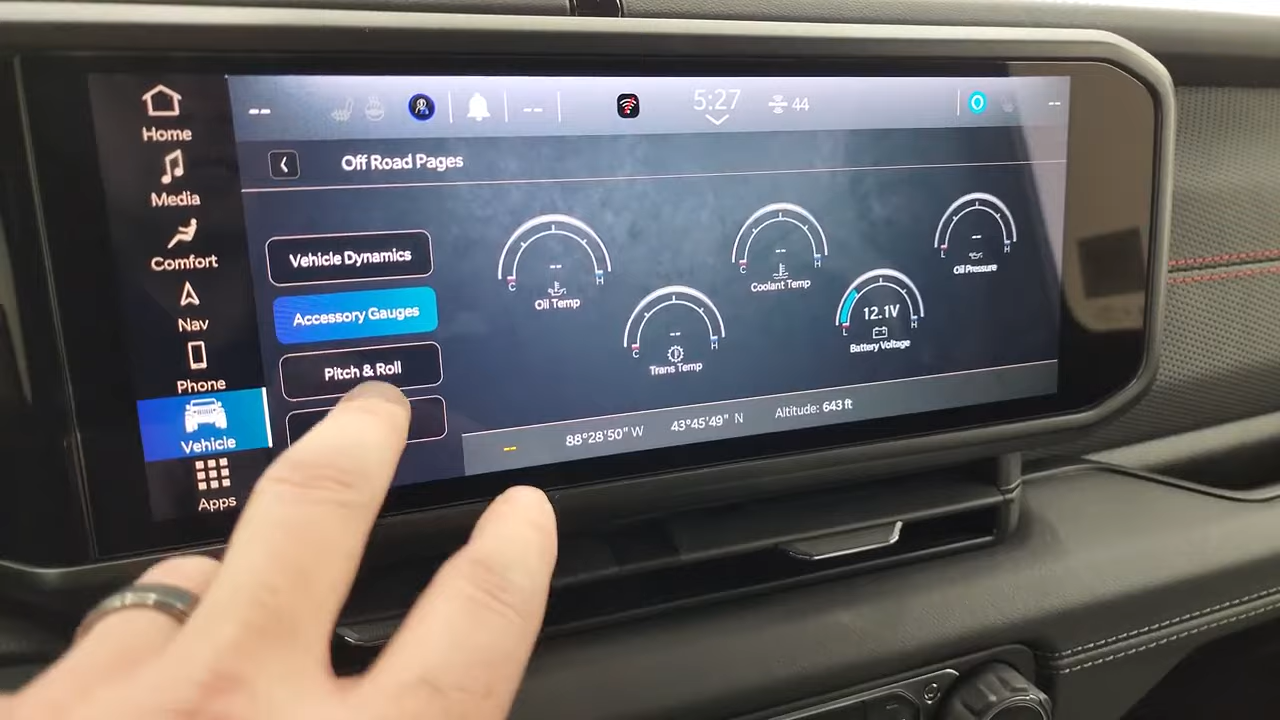 --
--
5:27
44
--
Home
Media
Comfort
Nav
Phone
Vehicle
Apps
Off Road Pages
Vehicle Dynamics
Accessory Gauges
Pitch & Roll
--
C H
Oil Temp
--
C H
Trans Temp
--
C H
Coolant Temp
12.1V
L H
Battery Voltage
--
L H
Oil Pressure
--
88°28'50" W 43°45'49" N Altitude: 643 ft